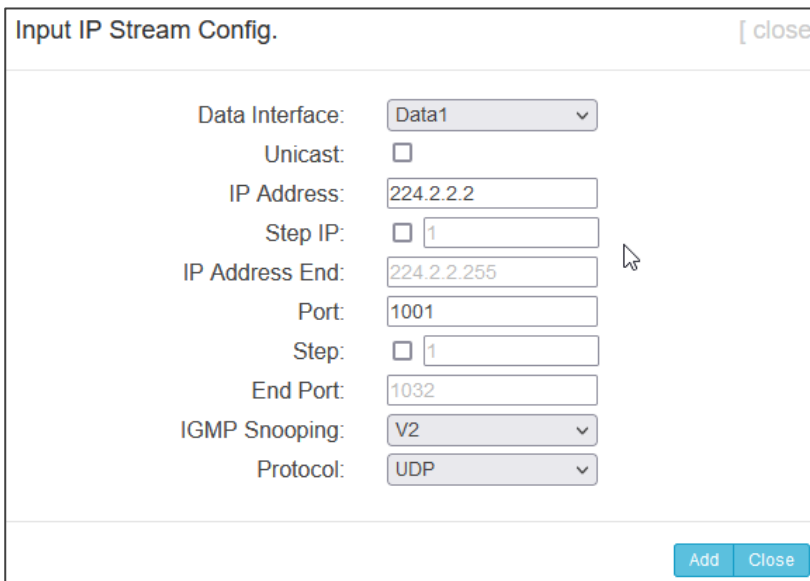 Input IP Stream Config. [ close
Data Interface: Data1
Unicast:
IP Address: 224.2.2.2
Step IP: 1
IP Address End: 224.2.2.255
Port: 1001
Step: 1
End Port: 1032
IGMP Snooping: V2
Protocol: UDP
Add Close